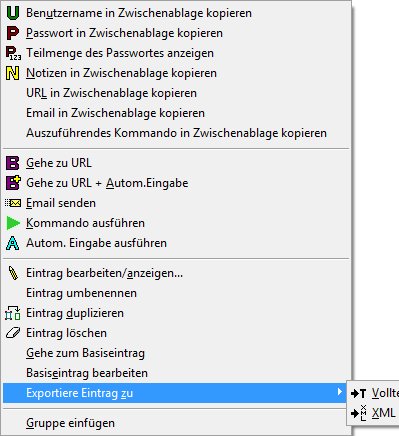 Benutzername in Zwischenablage kopieren
Passwort in Zwischenablage kopieren
Teilmenge des Passwortes anzeigen
Notizen in Zwischenablage kopieren
URL in Zwischenablage kopieren
Email in Zwischenablage kopieren
Auszuführendes Kommando in Zwischenablage kopieren
Gehe zu URL
Gehe zu URL + Autom.Eingabe
Email senden
Kommando ausführen
Autom. Eingabe ausführen
Eintrag bearbeiten/anzeigen...
Eintrag umbenennen
Eintrag duplizieren
Eintrag löschen
Gehe zum Basiseintrag
Basiseintrag bearbeiten
Exportiere Eintrag zu
Vollte
XML
Gruppe einfügen